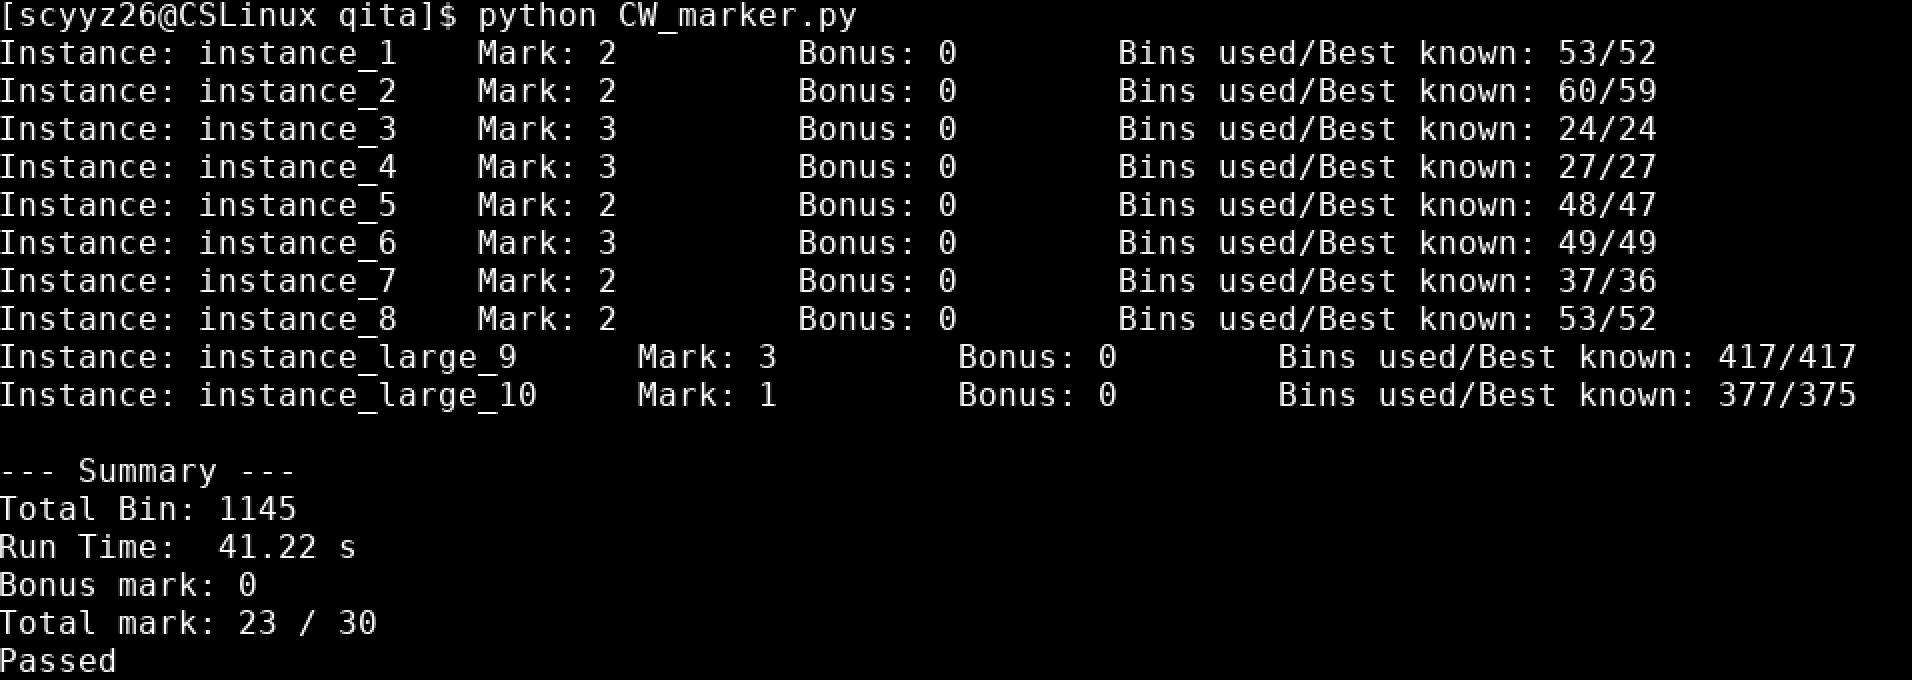 [scyyz26@CSLinux qita]$ python CW_marker.py
Instance: instance_1    Mark: 2         Bonus: 0        Bins used/Best known: 53/52
Instance: instance_2    Mark: 2         Bonus: 0        Bins used/Best known: 60/59
Instance: instance_3    Mark: 3         Bonus: 0        Bins used/Best known: 24/24
Instance: instance_4    Mark: 3         Bonus: 0        Bins used/Best known: 27/27
Instance: instance_5    Mark: 2         Bonus: 0        Bins used/Best known: 48/47
Instance: instance_6    Mark: 3         Bonus: 0        Bins used/Best known: 49/49
Instance: instance_7    Mark: 2         Bonus: 0        Bins used/Best known: 37/36
Instance: instance_8    Mark: 2         Bonus: 0        Bins used/Best known: 53/52
Instance: instance_large_9      Mark: 3         Bonus: 0        Bins used/Best known: 417/417
Instance: instance_large_10     Mark: 1         Bonus: 0        Bins used/Best known: 377/375
--- Summary ---
Total Bin: 1145
Run Time:  41.22 s
Bonus mark: 0
Total mark: 23 / 30
Passed